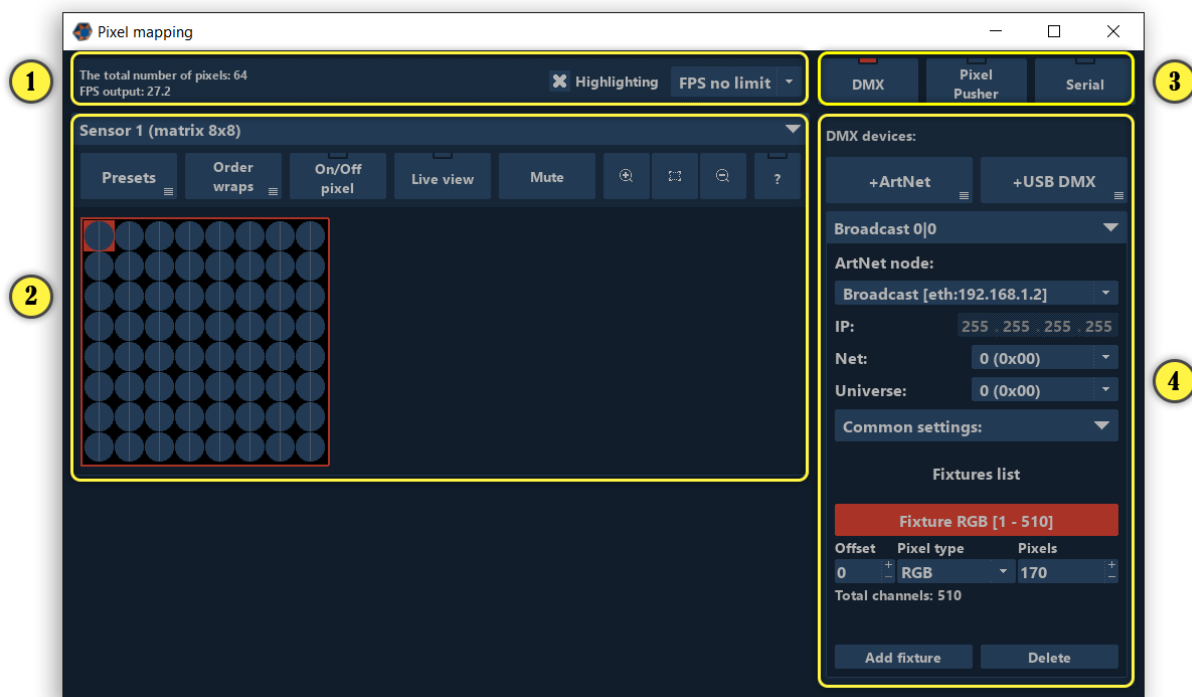 Pixel mapping
1
The total number of pixels: 64
FPS output: 27.2
Highlighting
FPS no limit
DMX
Pixel
Pusher
Serial
3
2
Sensor 1 (matrix 8x8)
Presets
Order
wraps
On/Off
pixel
Live view
Mute
?
4
DMX devices:
+ArtNet
+USB DMX
Broadcast 0|0
ArtNet node:
Broadcast [eth:192.168.1.2]
IP:
255 . 255 . 255 . 255
Net:
0 (0x00)
Universe:
0 (0x00)
Common settings:
Fixtures list
Fixture RGB [1 - 510]
Offset Pixel type Pixels
0 + − RGB 170 + −
Total channels: 510
Add fixture
Delete